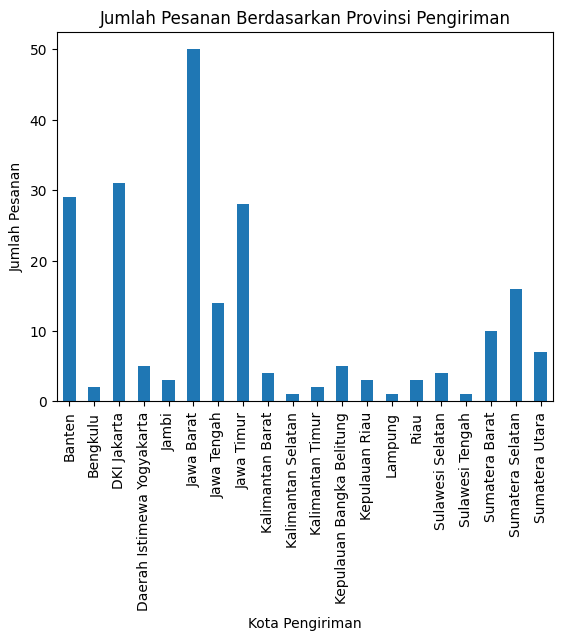 Jumlah Pesanan Berdasarkan Provinsi Pengiriman
Jumlah Pesanan
50
40
30
20
10
0
Banten
Bengkulu
DKI Jakarta
Daerah Istimewa Yogyakarta
Jambi
Jawa Barat
Jawa Tengah
Jawa Timur
Kalimantan Barat
Kalimantan Selatan
Kalimantan Timur
Kepulauan Bangka Belitung
Kepulauan Riau
Lampung
Riau
Sulawesi Selatan
Sulawesi Tengah
Sumatera Barat
Sumatera Selatan
Sumatera Utara
Kota Pengiriman